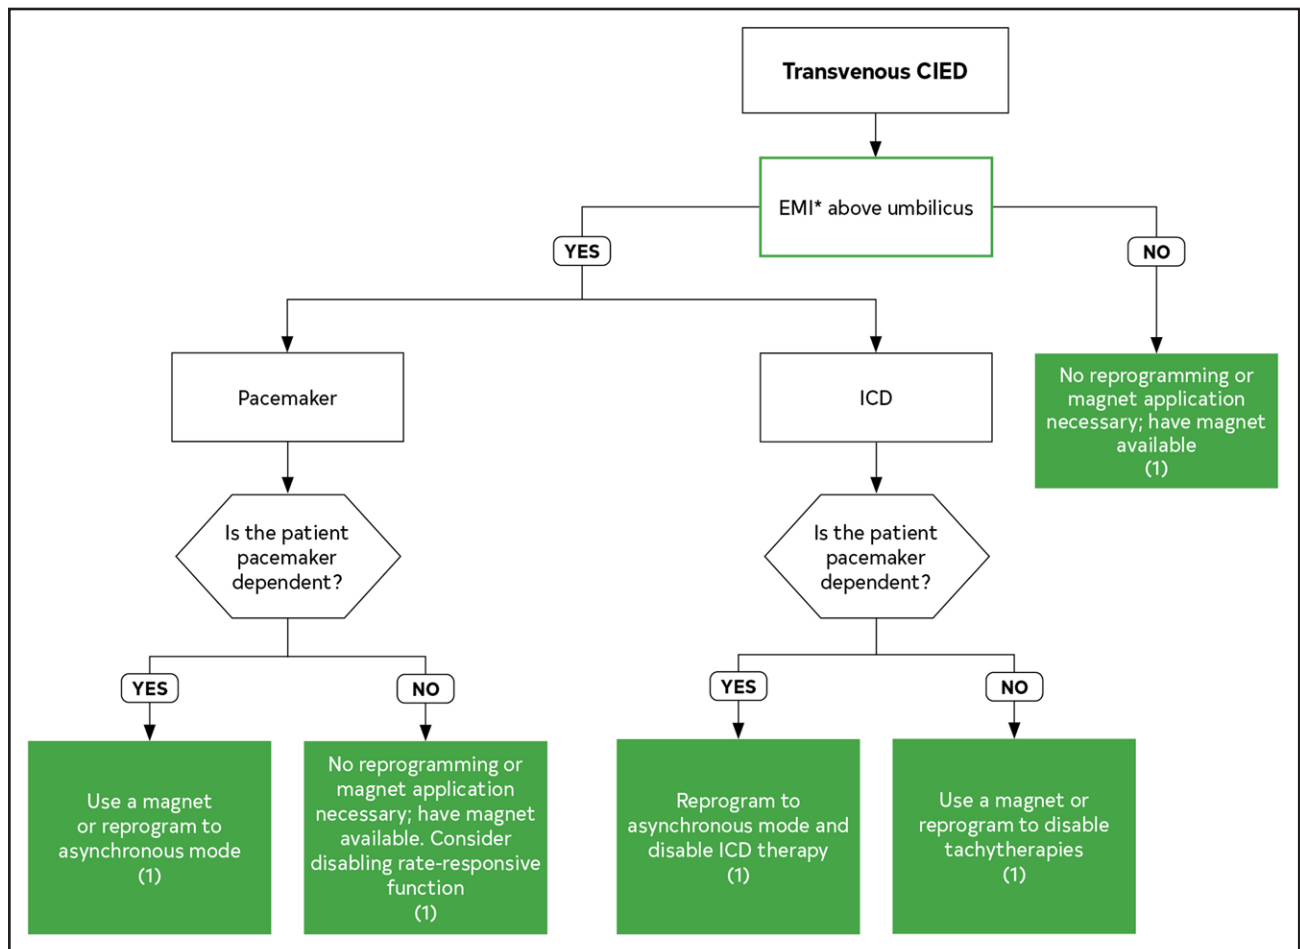 Transvenous CIED
EMI* above umbilicus
YES
NO
Pacemaker
ICD
No reprogramming or
magnet application
necessary; have magnet
available
(1)
Is the patient
pacemaker
dependent?
Is the patient
pacemaker
dependent?
YES
NO
YES
NO
Use a magnet
or reprogram to
asynchronous mode
(1)
No reprogramming or
magnet application
necessary; have magnet
available. Consider
disabling rate-responsive
function
(1)
Reprogram to
asynchronous mode and
disable ICD therapy
(1)
Use a magnet or
reprogram to disable
tachytherapies
(1)